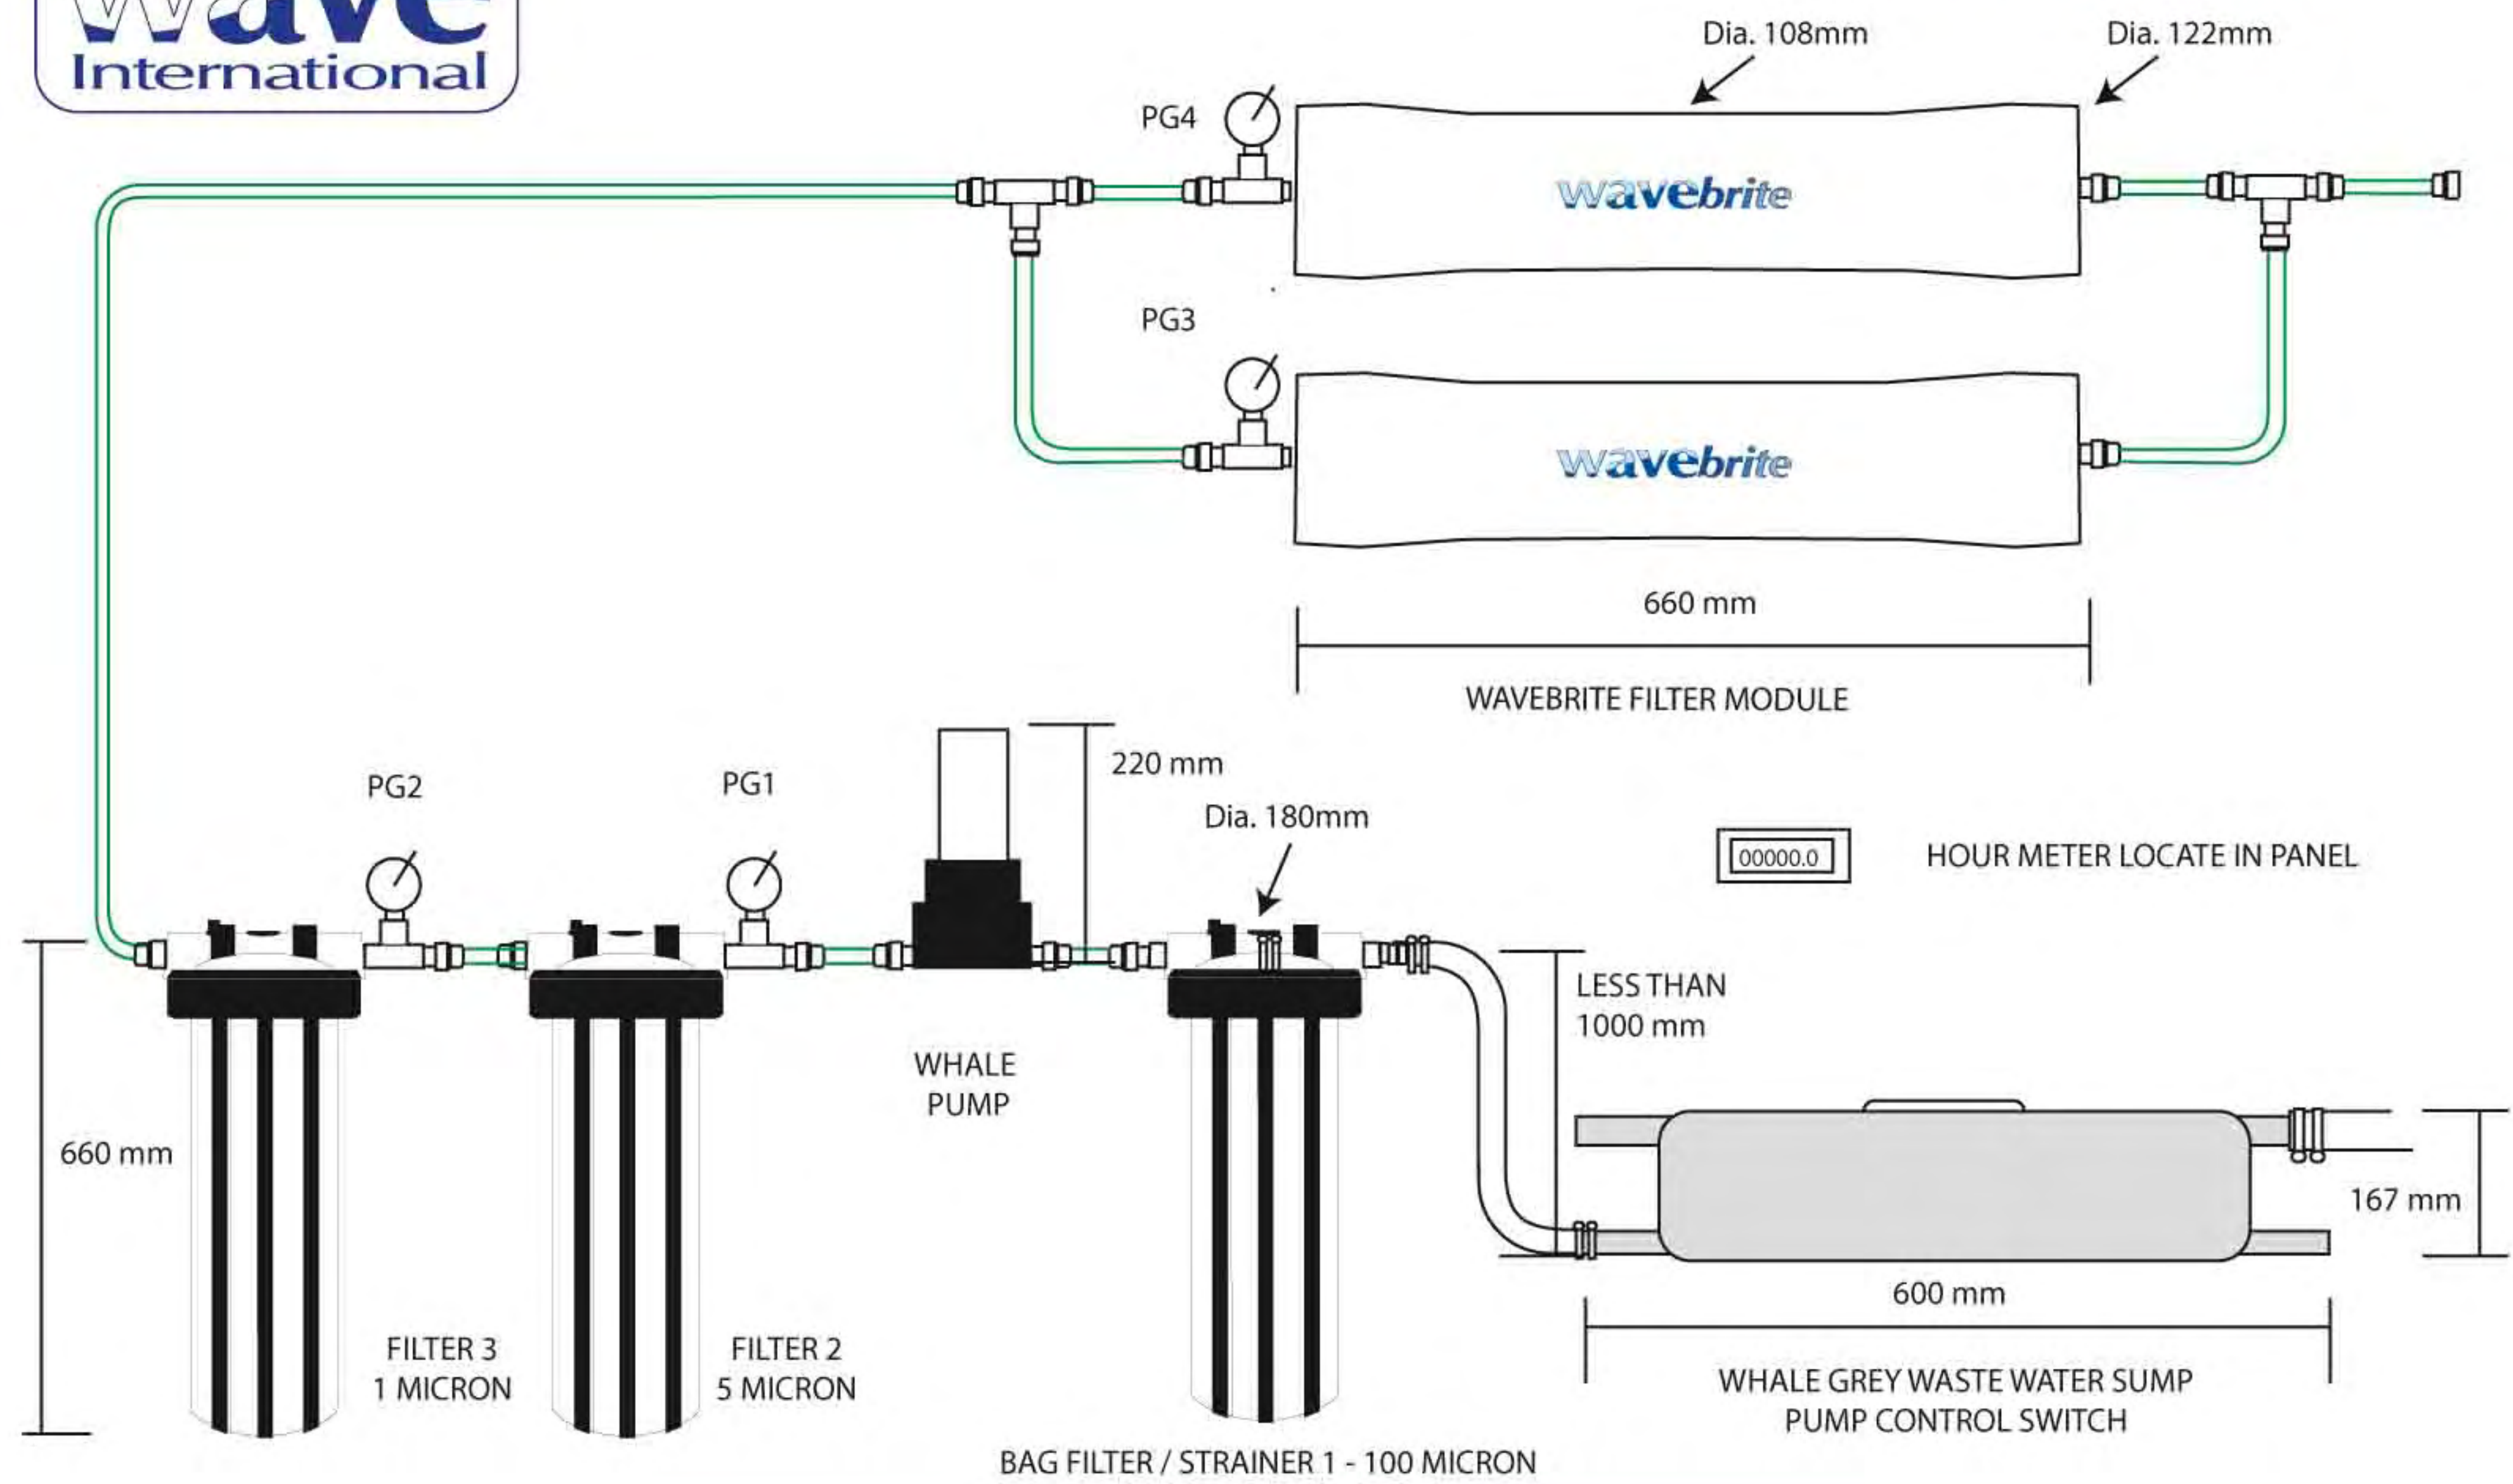 wave
International
Dia. 108mm
Dia. 122mm
PG4
wavebrite
PG3
wavebrite
660 mm
WAVEBRITE FILTER MODULE
220 mm
PG2
PG1
Dia. 180mm
00000.0
HOUR METER LOCATE IN PANEL
LESS THAN
1000 mm
WHALE
PUMP
660 mm
167 mm
600 mm
FILTER 3
1 MICRON
FILTER 2
5 MICRON
WHALE GREY WASTE WATER SUMP
PUMP CONTROL SWITCH
BAG FILTER / STRAINER 1 - 100 MICRON